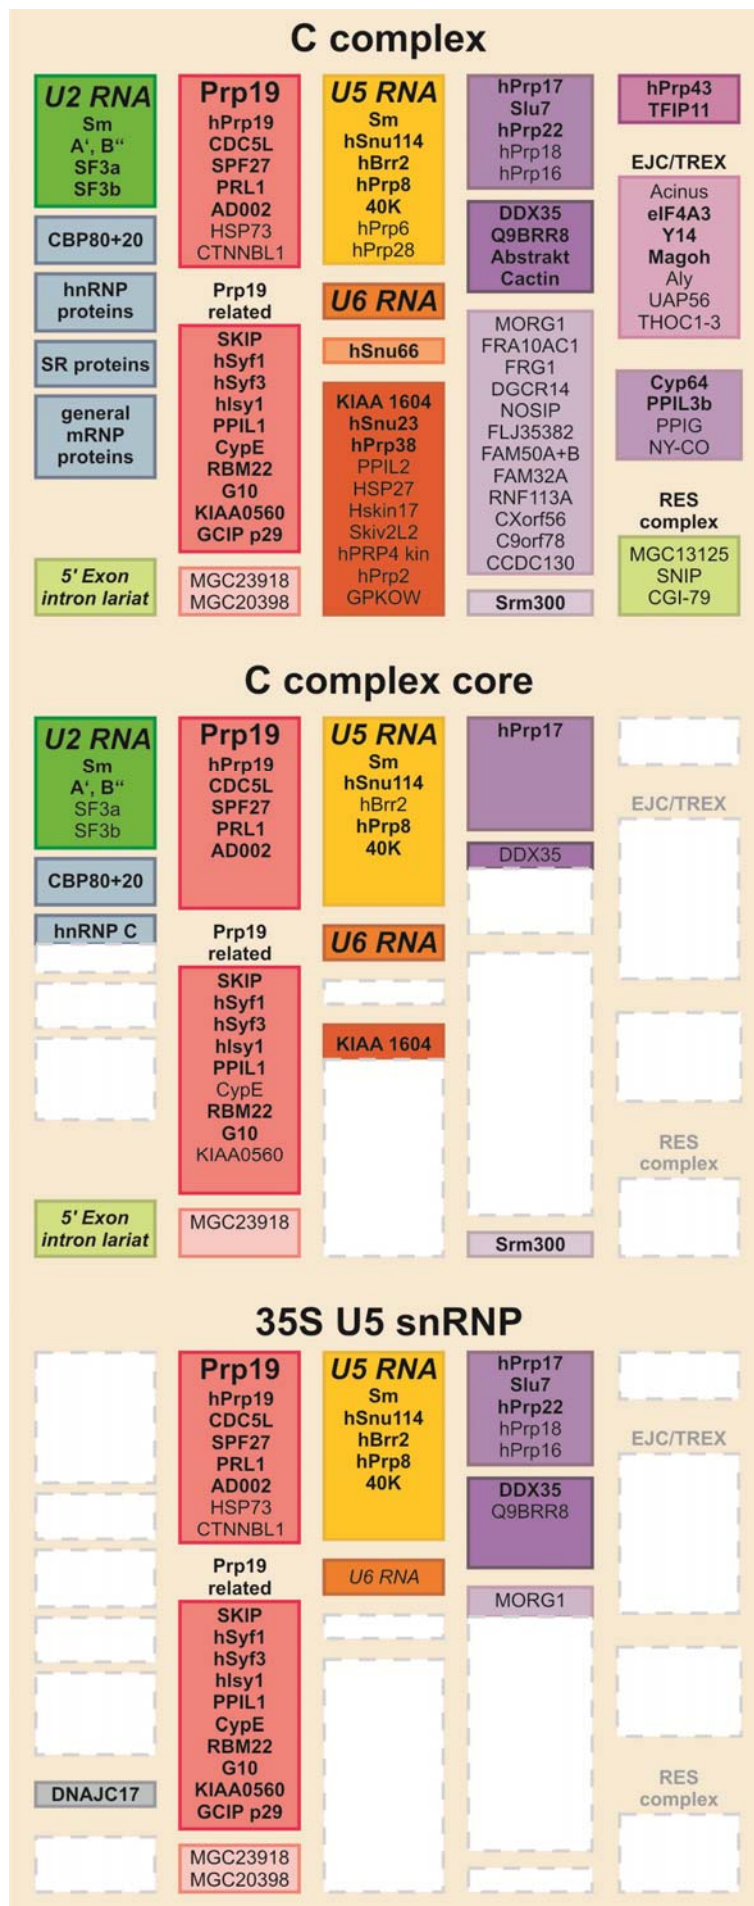 C complex
U2 RNA
Sm
A', B"
SF3a
SF3b
CBP80+20
hnRNP
proteins
SR proteins
general
mRNP
proteins
5' Exon
intron lariat
Prp19
hPrp19
CDC5L
SPF27
PRL1
AD002
HSP73
CTNNBL1
Prp19
related
SKIP
hSyf1
hSyf3
hIsy1
PPIL1
CypE
RBM22
G10
KIAA0560
GCIP p29
MGC23918
MGC20398
U5 RNA
Sm
hSnu114
hBrr2
hPrp8
40K
hPrp6
hPrp28
U6 RNA
hSnu66
KIAA 1604
hSnu23
hPrp38
PPIL2
HSP27
Hskin17
Skiv2L2
hPRP4 kin
hPrp2
GPKOW
hPrp17
Slu7
hPrp22
hPrp18
hPrp16
DDX35
Q9BRR8
Abstrakt
Cactin
MORG1
FRA10AC1
FRG1
DGCR14
NOSIP
FLJ35382
FAM50A+B
FAM32A
RNF113A
CXorf56
C9orf78
CCDC130
Srm300
hPrp43
TFIP11
EJC/TREX
Acinus
eIF4A3
Y14
Magoh
Aly
UAP56
THOC1-3
Cyp64
PPIL3b
PPIG
NY-CO
RES
complex
MGC13125
SNIP
CGI-79
C complex core
U2 RNA
Sm
A', B"
SF3a
SF3b
CBP80+20
hnRNP C
5' Exon
intron lariat
Prp19
hPrp19
CDC5L
SPF27
PRL1
AD002
Prp19
related
SKIP
hSyf1
hSyf3
hIsy1
PPIL1
CypE
RBM22
G10
KIAA0560
MGC23918
U5 RNA
Sm
hSnu114
hBrr2
hPrp8
40K
U6 RNA
KIAA 1604
hPrp17
DDX35
Srm300
EJC/TREX
RES
complex
35S U5 snRNP
DNAJC17
Prp19
hPrp19
CDC5L
SPF27
PRL1
AD002
HSP73
CTNNBL1
Prp19
related
SKIP
hSyf1
hSyf3
hIsy1
PPIL1
CypE
RBM22
G10
KIAA0560
GCIP p29
MGC23918
MGC20398
U5 RNA
Sm
hSnu114
hBrr2
hPrp8
40K
U6 RNA
hPrp17
Slu7
hPrp22
hPrp18
hPrp16
DDX35
Q9BRR8
MORG1
EJC/TREX
RES
complex